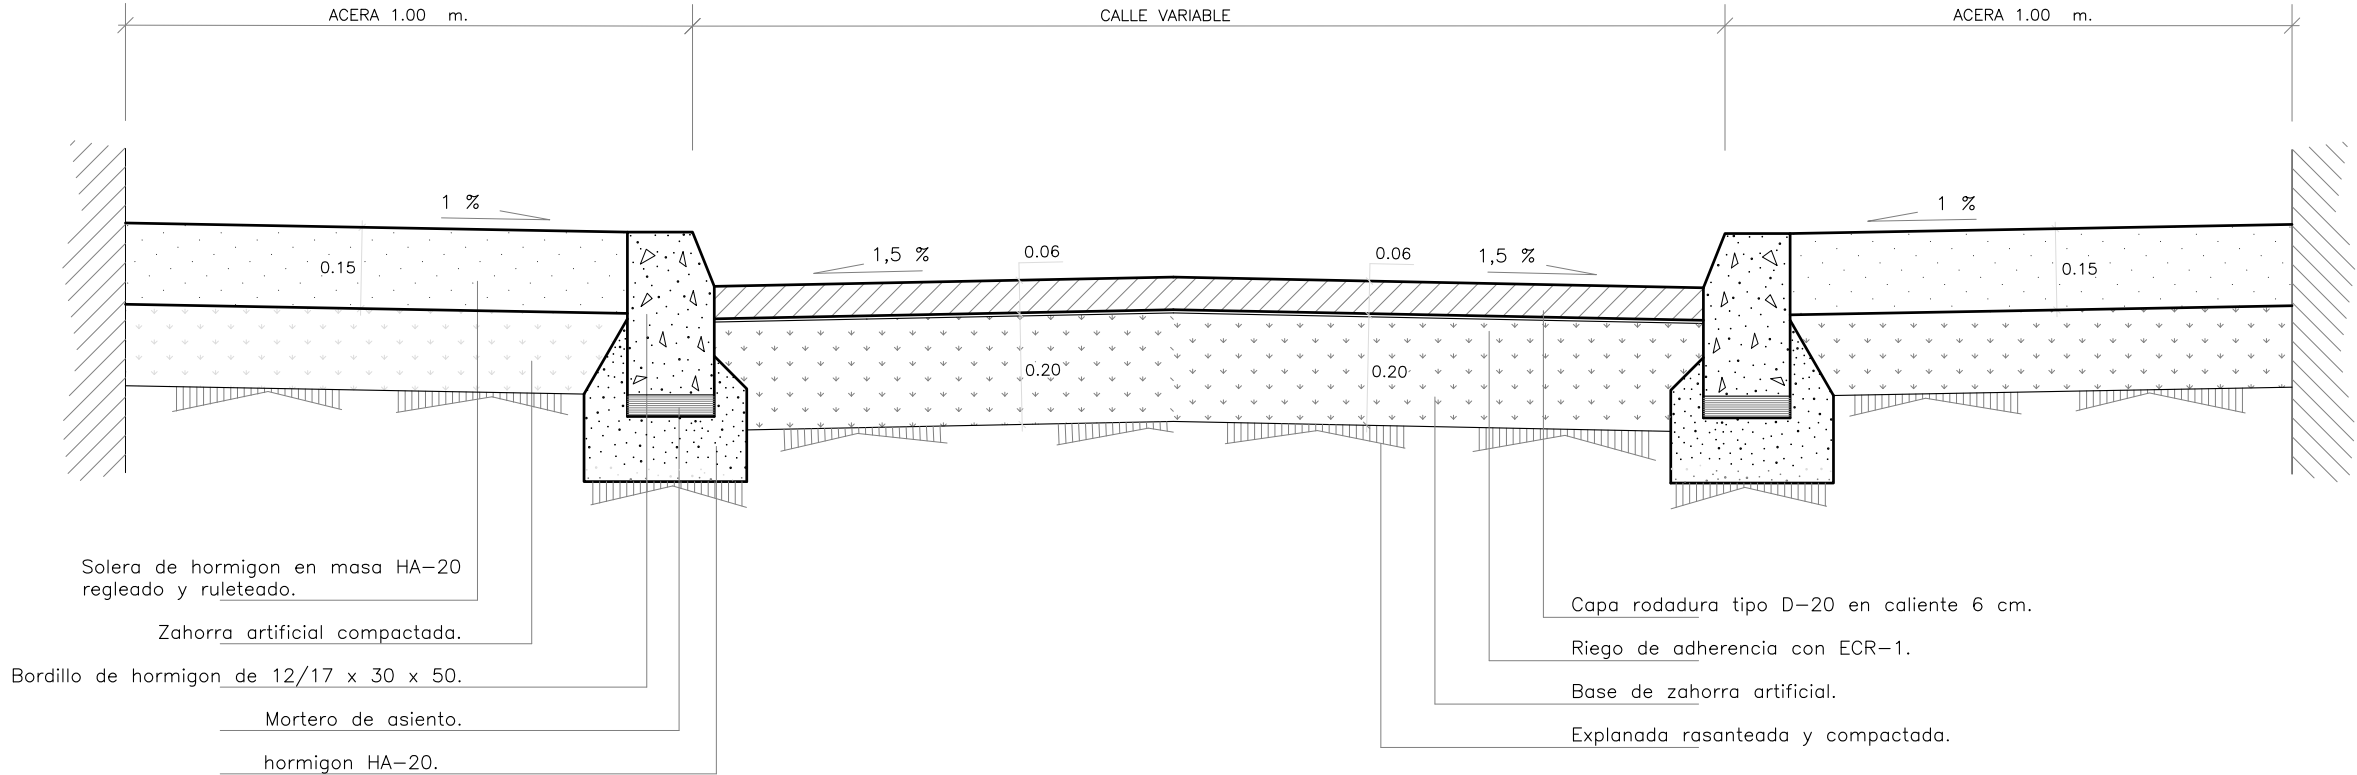 ACERA 1.00 m.
CALLE VARIABLE
ACERA 1.00 m.
1 %
1 %
1,5 %
0.06
0.06
1,5 %
0.15
0.15
0.20
0.20
Solera de hormigon en masa HA-20
regleado y ruleteado.
Zahorra artificial compactada.
Bordillo de hormigon de 12/17 x 30 x 50.
Mortero de asiento.
hormigon HA-20.
Capa rodadura tipo D-20 en caliente 6 cm.
Riego de adherencia con ECR-1.
Base de zahorra artificial.
Explanada rasanteada y compactada.